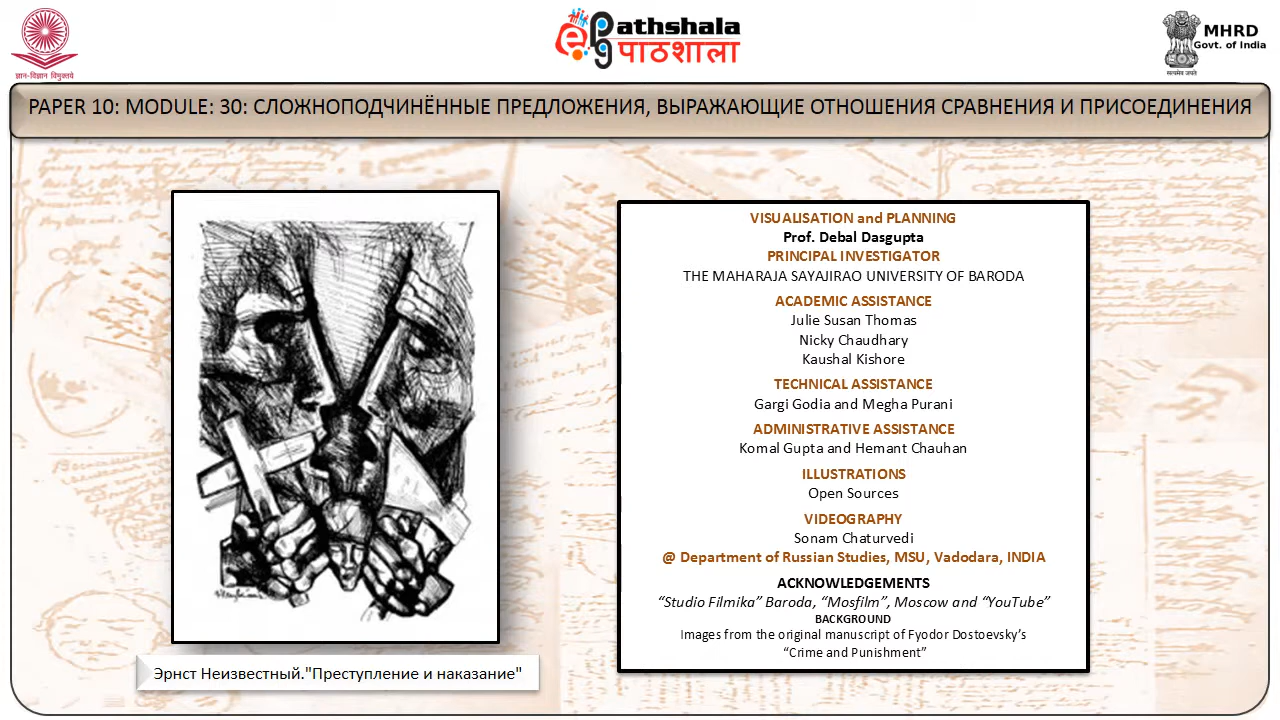 ज्ञान-विज्ञान विमुक्तये
ePathshala
पाठशाला
सत्यमेव जयते
MHRD
Govt. of India
PAPER 10: MODULE: 30: СЛОЖНОПОДЧИНЁННЫЕ ПРЕДЛОЖЕНИЯ, ВЫРАЖАЮЩИЕ ОТНОШЕНИЯ СРАВНЕНИЯ И ПРИСОЕДИНЕНИЯ
Эрнст Неизвестный."Преступление и наказание"
VISUALISATION and PLANNING
Prof. Debal Dasgupta
PRINCIPAL INVESTIGATOR
THE MAHARAJA SAYAJIRAO UNIVERSITY OF BARODA
ACADEMIC ASSISTANCE
Julie Susan Thomas
Nicky Chaudhary
Kaushal Kishore
TECHNICAL ASSISTANCE
Gargi Godia and Megha Purani
ADMINISTRATIVE ASSISTANCE
Komal Gupta and Hemant Chauhan
ILLUSTRATIONS
Open Sources
VIDEOGRAPHY
Sonam Chaturvedi
@ Department of Russian Studies, MSU, Vadodara, INDIA
ACKNOWLEDGEMENTS
“Studio Filmika” Baroda, “Mosfilm”, Moscow and “YouTube”
BACKGROUND
Images from the original manuscript of Fyodor Dostoevsky’s
“Crime and Punishment”